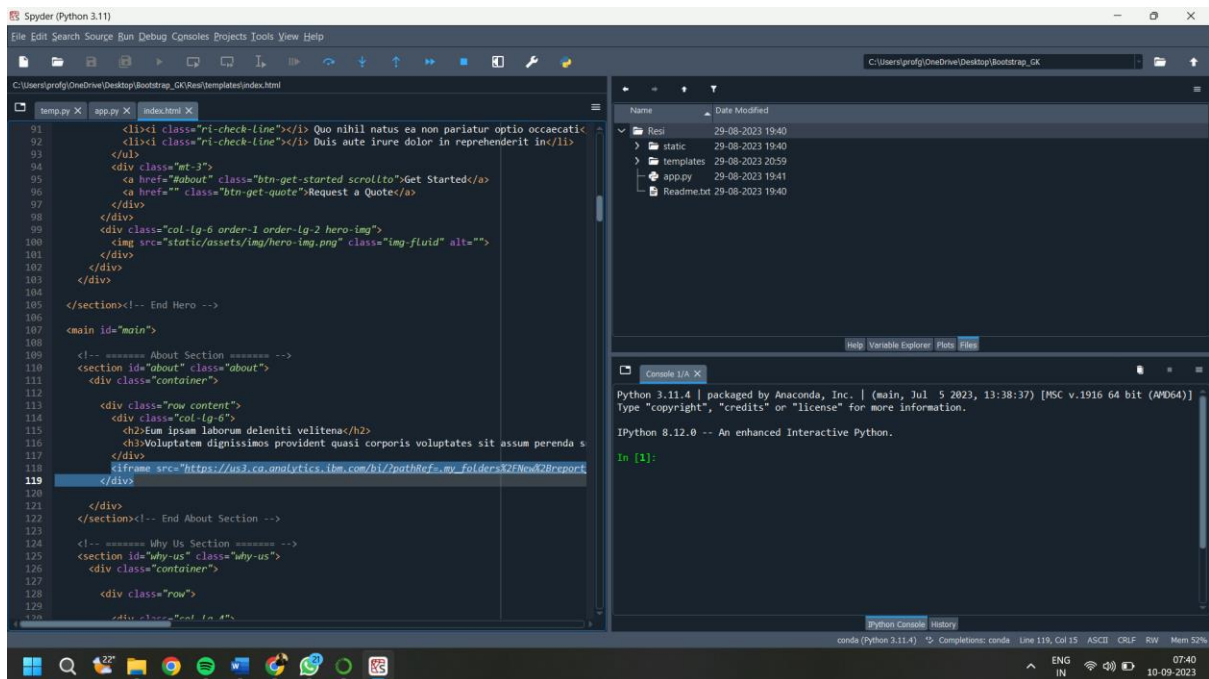 Spyder (Python 3.11)
File Edit Search Source Run Debug Consoles Projects Tools View Help
C:\Users\profg\OneDrive\Desktop\Bootstrap_GK
C:\Users\profg\OneDrive\Desktop\Bootstrap_GK\Resi\templates\index.html
temp.py app.py index.html
91 <li><i class="ri-check-line"></i> Quo nihil natus ea non pariatur optio occaecati<
92 <li><i class="ri-check-line"></i> Duis aute irure dolor in reprehenderit in</li>
93 </ul>
94 <div class="mt-3">
95 <a href="#about" class="btn-get-started scrollto">Get Started</a>
96 <a href="" class="btn-get-quote">Request a Quote</a>
97 </div>
98 </div>
99 <div class="col-lg-6 order-1 order-lg-2 hero-img">
100 <img src="static/assets/img/hero-img.png" class="img-fluid" alt="">
101 </div>
102 </div>
103 </div>
104
105 </section><!-- End Hero -->
106
107 <main id="main">
108
109 <!-- ======= About Section ======= -->
110 <section id="about" class="about">
111 <div class="container">
112
113 <div class="row content">
114 <div class="col-lg-6">
115 <h2>Eum ipsam laborum deleniti velitena</h2>
116 <h3>Voluptatem dignissimos provident quasi corporis voluptates sit assum perenda s
117 </div>
118 <iframe src="https://us3.ca.analytics.ibm.com/bi/?pathRef=.my_folders%2FNew%2Breport_
119 </div>
120
121 </div>
122 </section><!-- End About Section -->
123
124 <!-- ======= Why Us Section ======= -->
125 <section id="why-us" class="why-us">
126 <div class="container">
127
128 <div class="row">
129
130 <div class="col-lg-4">
Name Date Modified
Resi 29-08-2023 19:40
static 29-08-2023 19:40
templates 29-08-2023 20:59
app.py 29-08-2023 19:41
Readme.txt 29-08-2023 19:40
Help Variable Explorer Plots Files
Console 1/A
Python 3.11.4 | packaged by Anaconda, Inc. | (main, Jul 5 2023, 13:38:37) [MSC v.1916 64 bit (AMD64)]
Type "copyright", "credits" or "license" for more information.
IPython 8.12.0 -- An enhanced Interactive Python.
In [1]:
IPython Console History
conda (Python 3.11.4) Completions: conda Line 119, Col 15 ASCII CRLF RW Mem 52%
22°
21
ENG
IN
07:40
10-09-2023